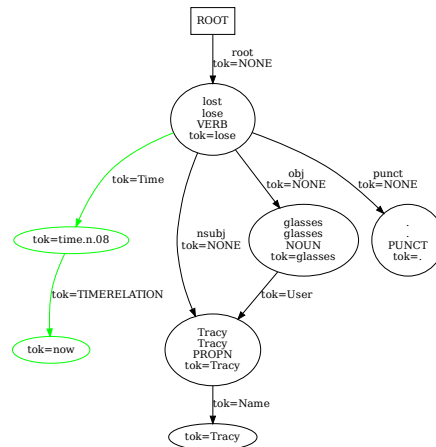 ROOT
root
tok=NONE
lost
lose
VERB
tok=lose
tok=Time
nsubj
tok=NONE
obj
tok=NONE
punct
tok=NONE
tok=time.n.08
glasses
glasses
NOUN
tok=glasses
.
.
PUNCT
tok=.
tok=TIMERELATION
tok=User
tok=now
Tracy
Tracy
PROPN
tok=Tracy
tok=Name
tok=Tracy